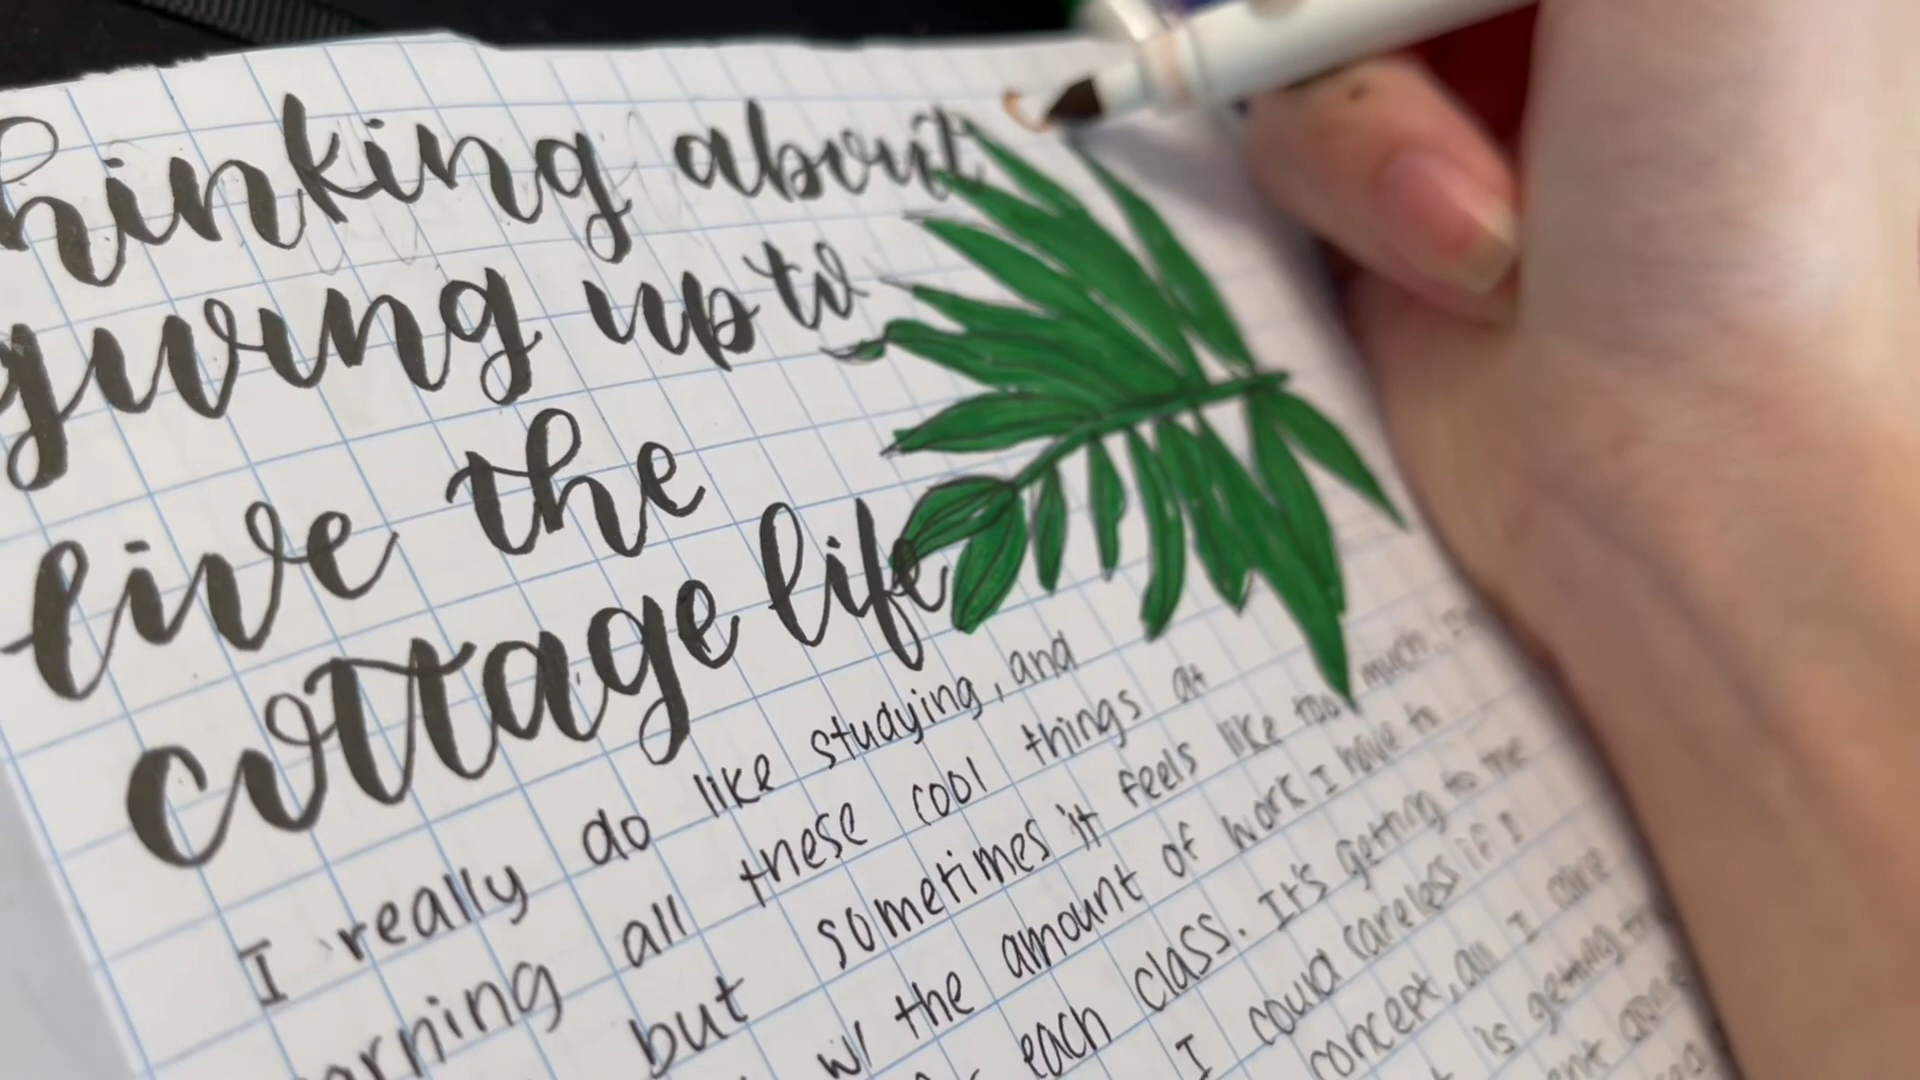 hinking about
giving up to
live the
cottage life
I really do like studying, and
arning all these cool things at
but sometimes it feels like too much. I'm
w/ the amount of work I have to
each class. It's getting to the
I could careless if I
concept, all I care
is getting